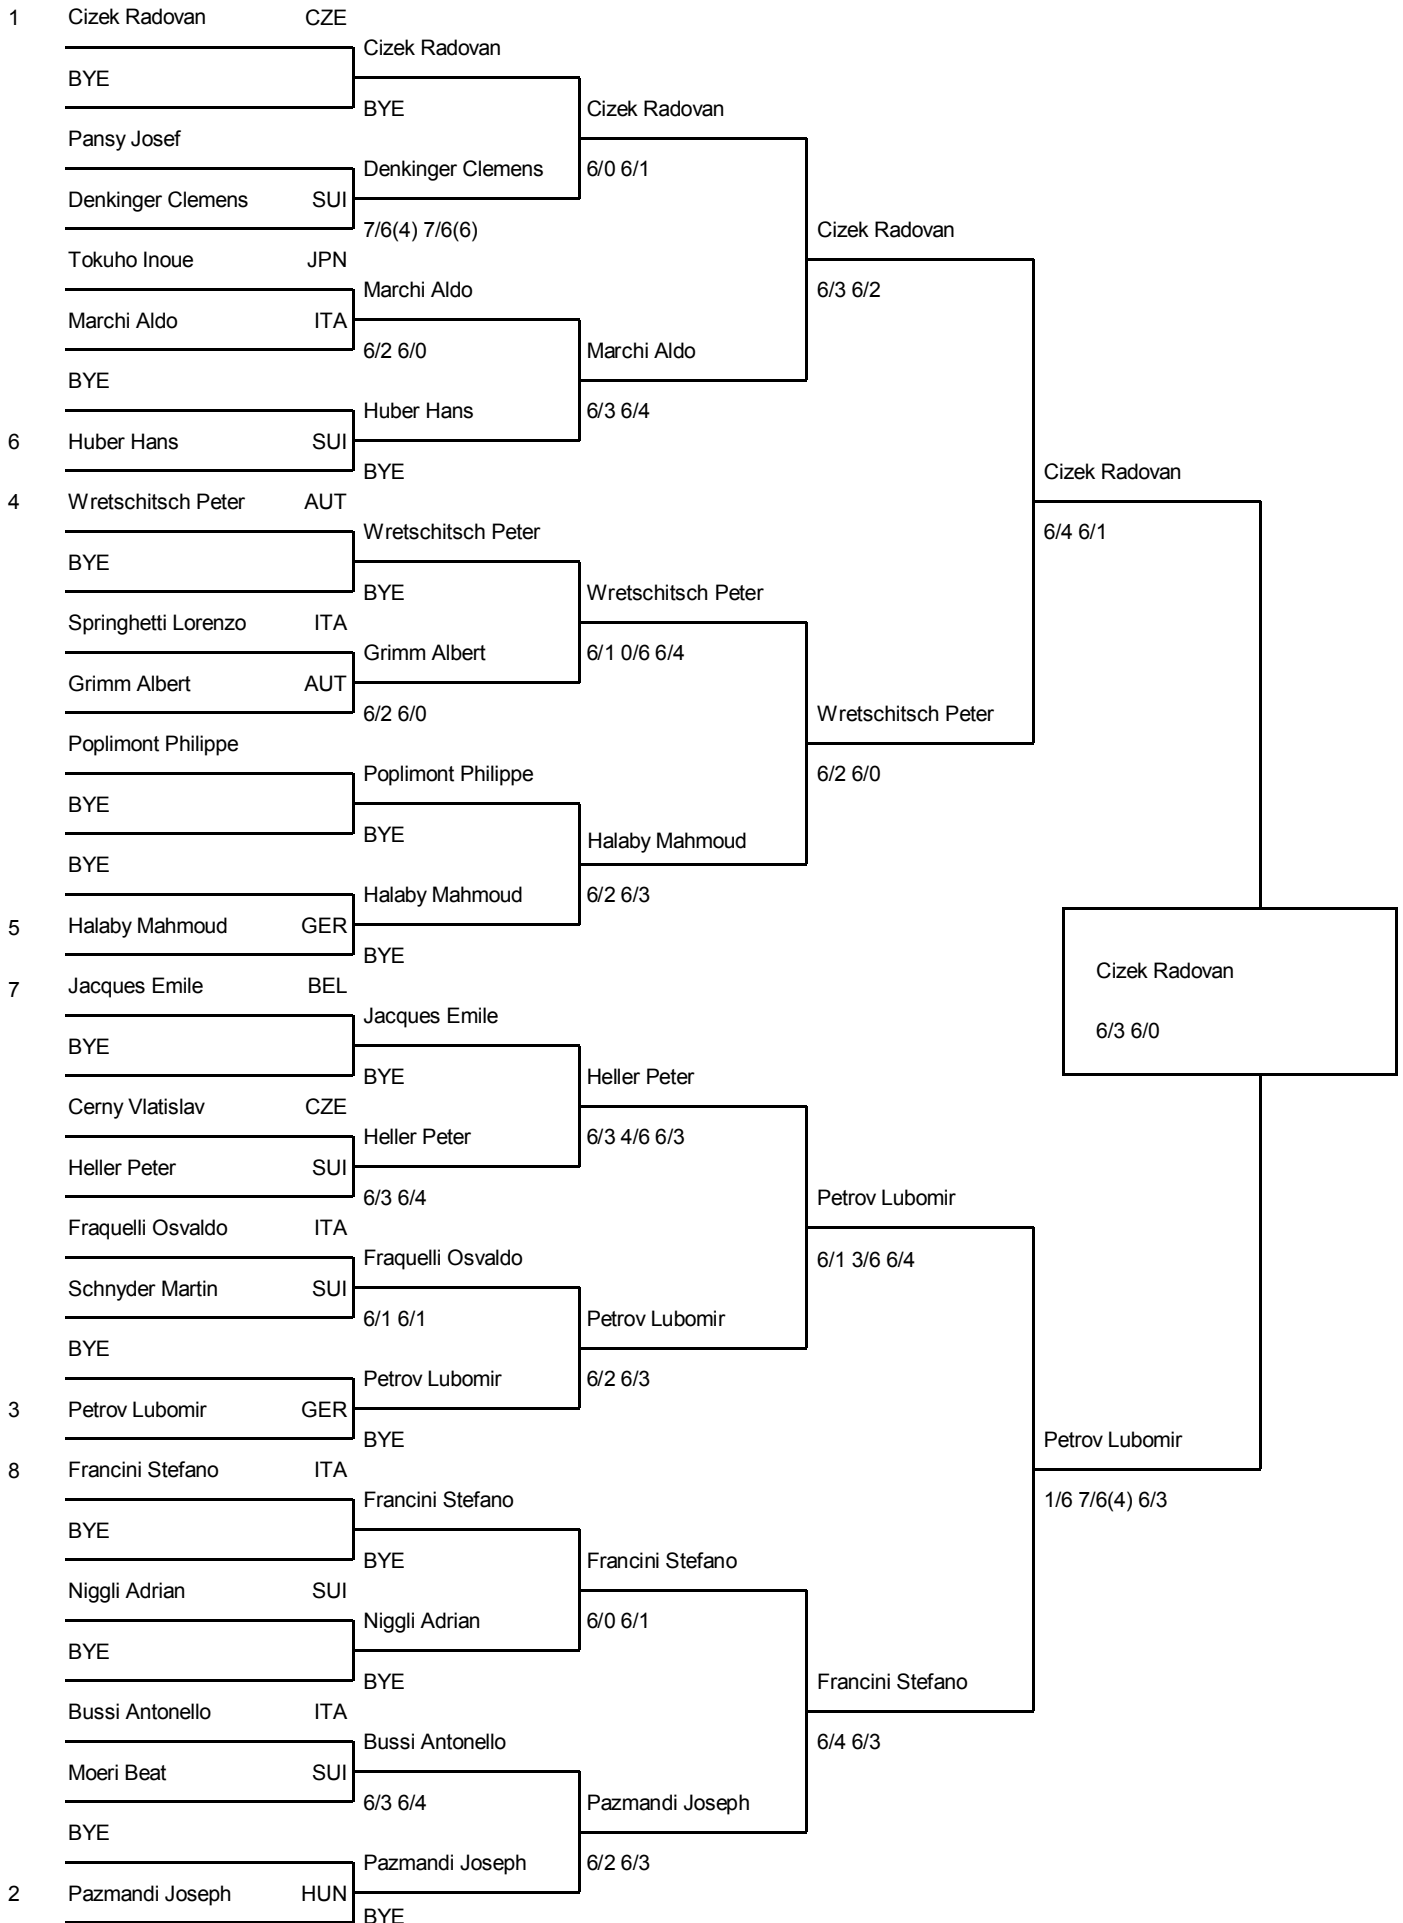 1 Cizek Radovan CZE
Cizek Radovan
BYE
BYE Cizek Radovan
Pansy Josef
Denkinger Clemens 6/0 6/1
Denkinger Clemens SUI
7/6(4) 7/6(6) Cizek Radovan
Tokuho Inoue JPN
Marchi Aldo 6/3 6/2
Marchi Aldo ITA
6/2 6/0 Marchi Aldo
BYE
Huber Hans 6/3 6/4
6 Huber Hans SUI
BYE Cizek Radovan
4 Wretschitsch Peter AUT
Wretschitsch Peter 6/4 6/1
BYE
BYE Wretschitsch Peter
Springhetti Lorenzo ITA
Grimm Albert 6/1 0/6 6/4
Grimm Albert AUT
6/2 6/0 Wretschitsch Peter
Poplimont Philippe
Poplimont Philippe 6/2 6/0
BYE
BYE Halaby Mahmoud
BYE
Halaby Mahmoud 6/2 6/3
5 Halaby Mahmoud GER
BYE
Cizek Radovan
7 Jacques Emile BEL
Jacques Emile
6/3 6/0
BYE
BYE Heller Peter
Cerny Vlatislav CZE
Heller Peter 6/3 4/6 6/3
Heller Peter SUI
6/3 6/4 Petrov Lubomir
Fraquelli Osvaldo ITA
Fraquelli Osvaldo 6/1 3/6 6/4
Schnyder Martin SUI
6/1 6/1 Petrov Lubomir
BYE
Petrov Lubomir 6/2 6/3
3 Petrov Lubomir GER
BYE Petrov Lubomir
8 Francini Stefano ITA
Francini Stefano 1/6 7/6(4) 6/3
BYE
BYE Francini Stefano
Niggli Adrian SUI
Niggli Adrian 6/0 6/1
BYE
BYE Francini Stefano
Bussi Antonello ITA
Bussi Antonello 6/4 6/3
Moeri Beat SUI
6/3 6/4 Pazmandi Joseph
BYE
Pazmandi Joseph 6/2 6/3
2 Pazmandi Joseph HUN
BYE